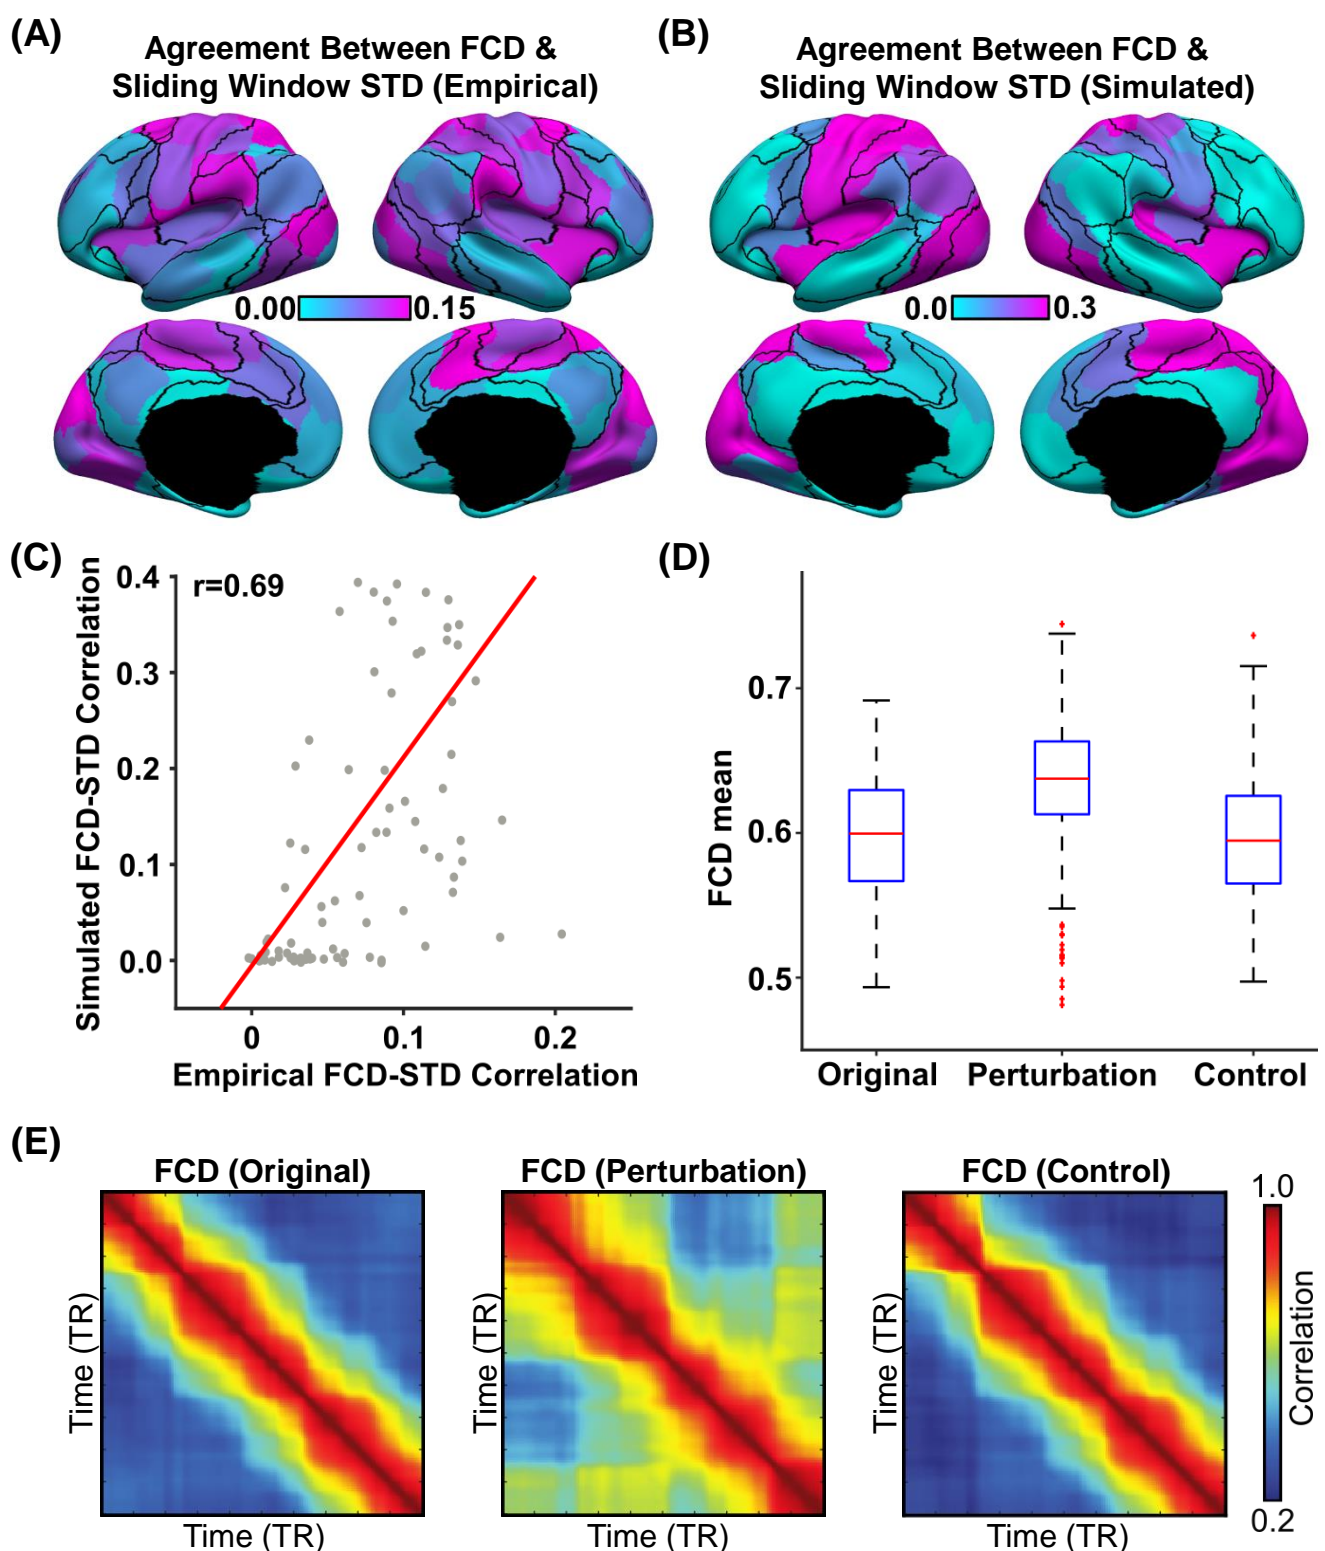 (A)
Agreement Between FCD &
Sliding Window STD (Empirical)
0.00
0.15
(B)
Agreement Between FCD &
Sliding Window STD (Simulated)
0.0
0.3
(C)
Simulated FCD-STD Correlation
0.4
0.3
0.2
0.1
0.0
r=0.69
0
0.1
0.2
Empirical FCD-STD Correlation
(D)
FCD mean
0.7
0.6
0.5
Original
Perturbation
Control
(E)
FCD (Original)
Time (TR)
Time (TR)
FCD (Perturbation)
Time (TR)
Time (TR)
FCD (Control)
Time (TR)
Time (TR)
1.0
Correlation
0.2